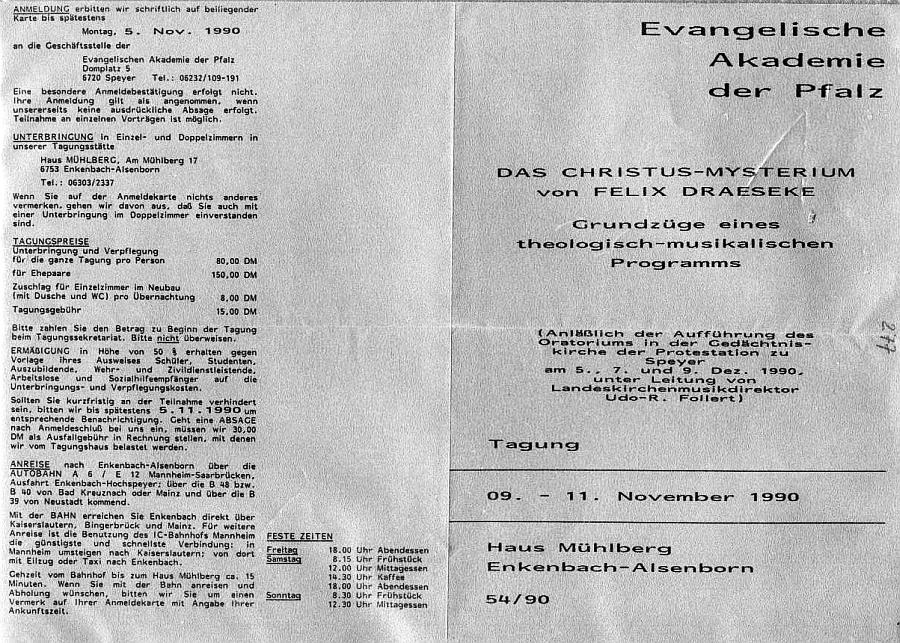 ANMELDUNG erbitten wir schriftlich auf beiliegender
Karte bis spätestens
Montag, 5. Nov. 1990
an die Geschäftsstelle der
Evangelischen Akademie der Pfalz
Domplatz 5
6720 Speyer Tel.: 06232/109-191
Eine besondere Anmeldebestätigung erfolgt nicht.
Ihre Anmeldung gilt als angenommen, wenn
unsererseits keine ausdrückliche Absage erfolgt.
Teilnahme an einzelnen Vorträgen ist möglich.
UNTERBRINGUNG in Einzel- und Doppelzimmern in
unserer Tagungsstätte
Haus MÜHLBERG, Am Mühlberg 17
6753 Enkenbach-Alsenborn
Tel.: 06303/2337
Wenn Sie auf der Anmeldekarte nichts anderes
vermerken, gehen wir davon aus, daß Sie auch mit
einer Unterbringung im Doppelzimmer einverstanden
sind.
TAGUNGSPREISE
Unterbringung und Verpflegung
für die ganze Tagung pro Person 80,00 DM
für Ehepaare 150,00 DM
Zuschlag für Einzelzimmer im Neubau
(mit Dusche und WC) pro Übernachtung 8,00 DM
Tagungsgebühr 15,00 DM
Bitte zahlen Sie den Betrag zu Beginn der Tagung
beim Tagungssekretariat. Bitte nicht überweisen.
ERMÄßIGUNG in Höhe von 50 % erhalten gegen
Vorlage ihres Ausweises Schüler, Studenten,
Auszubildende, Wehr- und Zivildienstleistende,
Arbeitslose und Sozialhilfeempfänger auf die
Unterbringungs- und Verpflegungskosten.
Sollten Sie kurzfristig an der Teilnahme verhindert
sein, bitten wir bis spätestens 5.11.1990 um
entsprechende Benachrichtigung. Geht eine ABSAGE
nach Anmeldeschluß bei uns ein, müssen wir 30,00
DM als Ausfallgebühr in Rechnung stellen, mit denen
wir vom Tagungshaus belastet werden.
ANREISE nach Enkenbach-Alsenborn über die
AUTOBAHN A 6 / E 12 Mannheim-Saarbrücken,
Ausfahrt Enkenbach-Hochspeyer; über die B 48 bzw.
B 40 von Bad Kreuznach oder Mainz und über die B
39 von Neustadt kommend.
Mit der BAHN erreichen Sie Enkenbach direkt über
Kaiserslautern, Bingerbrück und Mainz. Für weitere
Anreise ist die Benutzung des IC-Bahnhofs Mannheim
die günstigste und schnellste Verbindung; in
Mannheim umsteigen nach Kaiserslautern; von dort
mit Eilzug oder Taxi nach Enkenbach.
Gehzeit vom Bahnhof bis zum Haus Mühlberg ca. 15
Minuten. Wenn Sie mit der Bahn anreisen und
Abholung wünschen, bitten wir Sie um einen
Vermerk auf Ihrer Anmeldekarte mit Angabe Ihrer
Ankunftszeit.
FESTE ZEITEN
Freitag 18.00 Uhr Abendessen
Samstag 8.15 Uhr Frühstück
12.00 Uhr Mittagessen
14.30 Uhr Kaffee
18.00 Uhr Abendessen
Sonntag 8.30 Uhr Frühstück
12.30 Uhr Mittagessen
Evangelische
Akademie
der Pfalz
DAS CHRISTUS-MYSTERIUM
von FELIX DRAESEKE
Grundzüge eines
theologisch-musikalischen
Programms
(Anläßlich der Aufführung des
Oratoriums in der Gedächtnis-
kirche der Protestation zu
Speyer
am 5., 7. und 9. Dez. 1990,
unter Leitung von
Landeskirchenmusikdirektor
Udo-R. Follert)
277
Tagung
09. - 11. November 1990
Haus Mühlberg
Enkenbach-Alsenborn
54/90